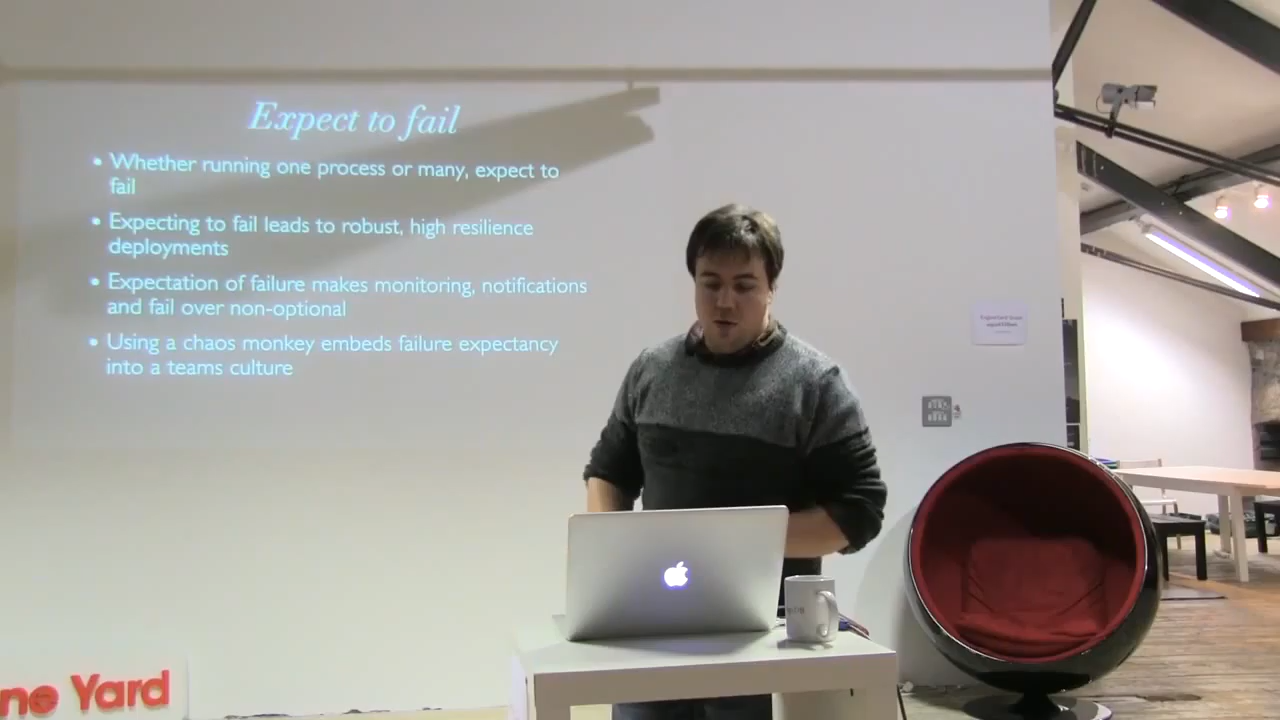 Expect to fail
• Whether running one process or many, expect to
fail
• Expecting to fail leads to robust, high resilience
deployments
• Expectation of failure makes monitoring, notifications
and fail over non-optional
• Using a chaos monkey embeds failure expectancy
into a teams culture
ne Yard